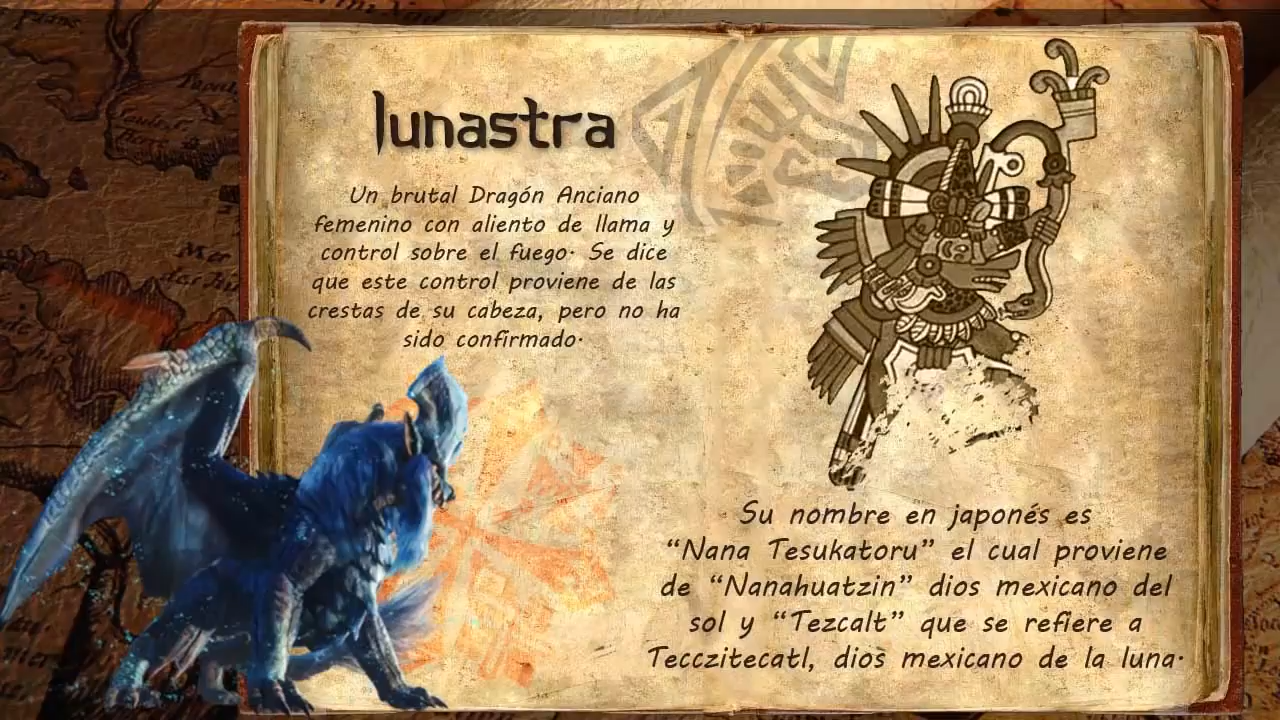 lunastra
Un brutal Dragón Anciano
femenino con aliento de llama y
control sobre el fuego. Se dice
que este control proviene de las
crestas de su cabeza, pero no ha
sido confirmado.
Su nombre en japonés es
“Nana Tesukatoru” el cual proviene
de “Nanahuatzin” dios mexicano del
sol y “Tezcalt” que se refiere a
Tecczitecatl, dios mexicano de la luna.